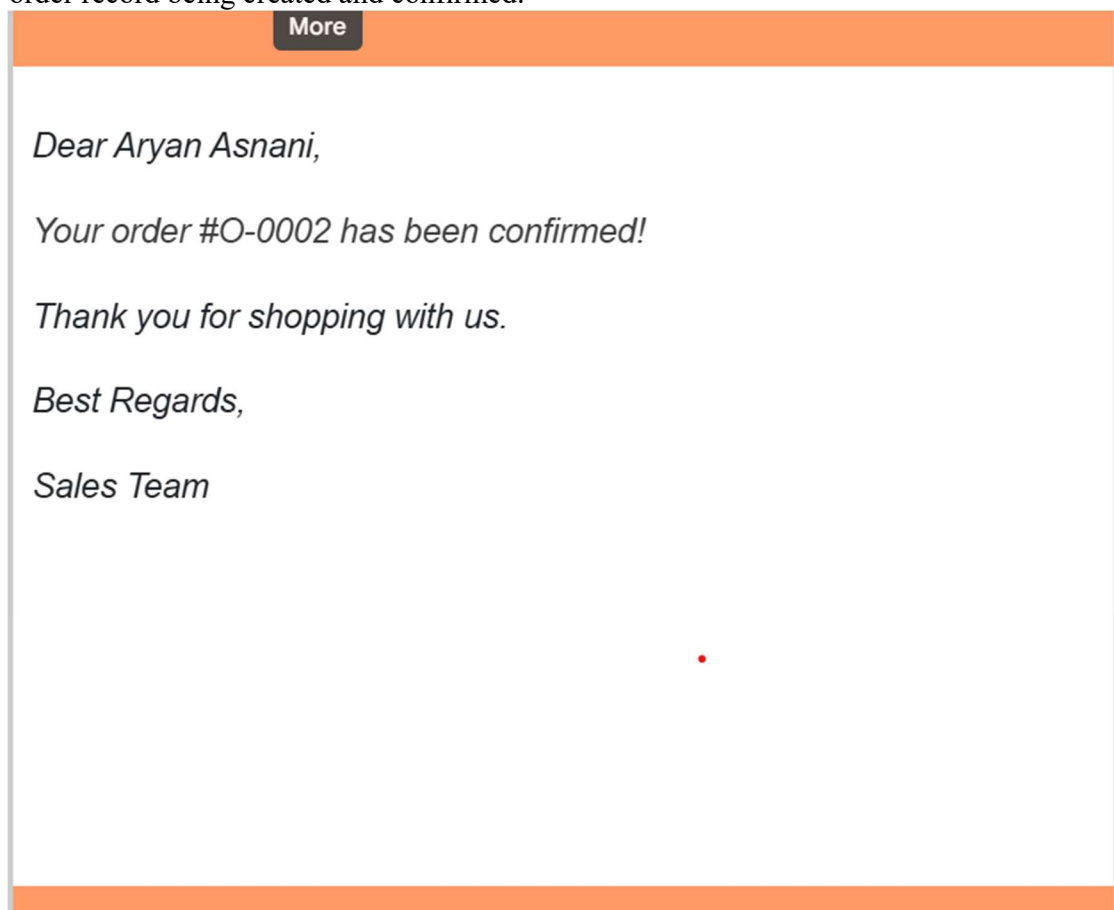 order record being created and confirmed.
More
Dear Aryan Asnani,
Your order #O-0002 has been confirmed!
Thank you for shopping with us.
Best Regards,
Sales Team